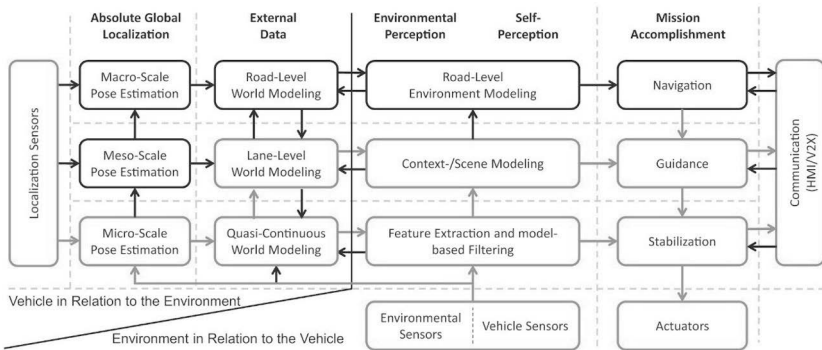 Absolute Global
Localization
External
Data
Environmental
Perception
Self-
Perception
Mission
Accomplishment
Localization Sensors
Macro-Scale
Pose Estimation
Road-Level
World Modeling
Road-Level
Environment Modeling
Navigation
Communication
(HMI/V2X)
Meso-Scale
Pose Estimation
Lane-Level
World Modeling
Context-/Scene Modeling
Guidance
Micro-Scale
Pose Estimation
Quasi-Continuous
World Modeling
Feature Extraction and model-
based Filtering
Stabilization
Vehicle in Relation to the Environment
Environment in Relation to the Vehicle
Environmental
Sensors
Vehicle Sensors
Actuators